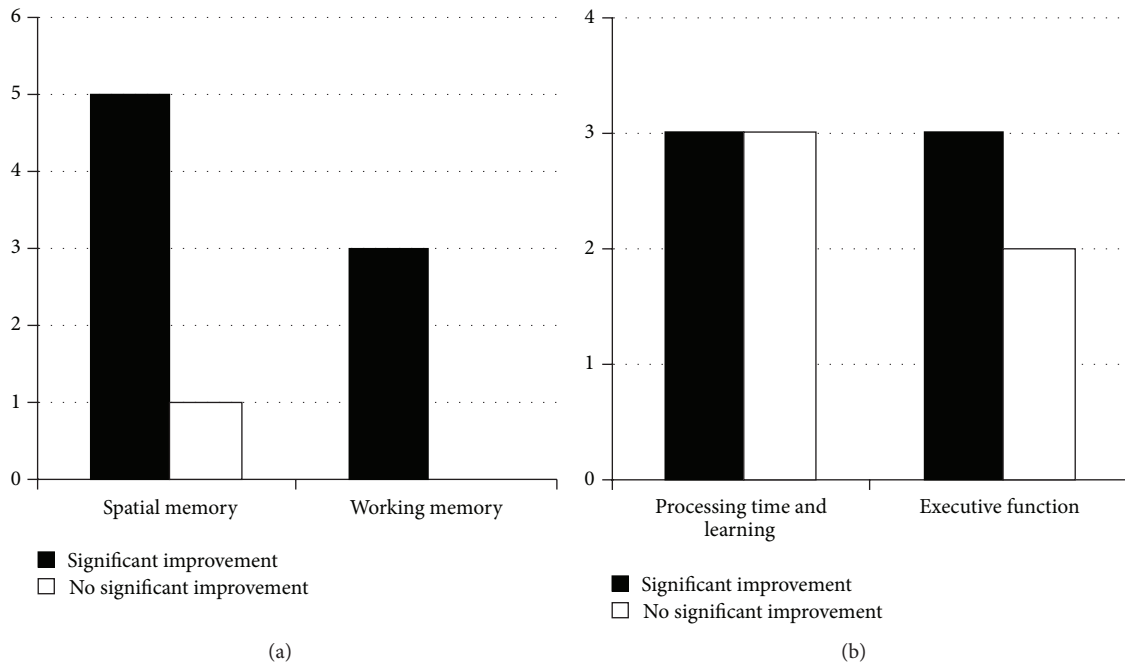 6
5
4
3
2
1
0
Spatial memory
Working memory
Significant improvement
No significant improvement
(a)
4
3
2
1
0
Processing time and
learning
Executive function
Significant improvement
No significant improvement
(b)